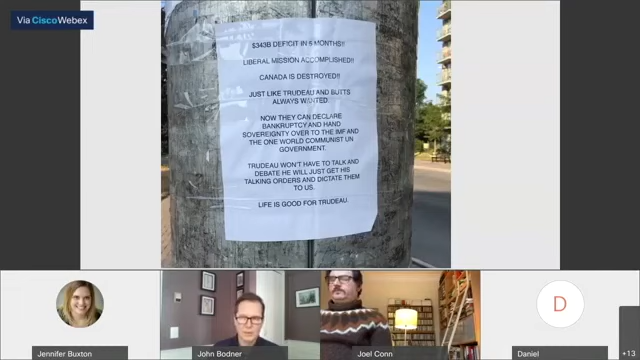 Via Cisco Webex
$343B DEFICIT IN 5 MONTHS!!
LIBERAL MISSION ACCOMPLISHED!!
CANADA IS DESTROYED!!
JUST LIKE TRUDEAU AND BUTTS
ALWAYS WANTED.
NOW THEY CAN DECLARE
BANKRUPTCY AND HAND
SOVEREIGNTY OVER TO THE IMF AND
THE ONE WORLD COMMUNIST UN
GOVERNMENT.
TRUDEAU WON'T HAVE TO TALK AND
DEBATE HE WILL JUST GET HIS
TALKING ORDERS AND DICTATE THEM
TO US.
LIFE IS GOOD FOR TRUDEAU.
D
Jennifer Buxton
John Bodner
Joel Conn
Daniel
+13